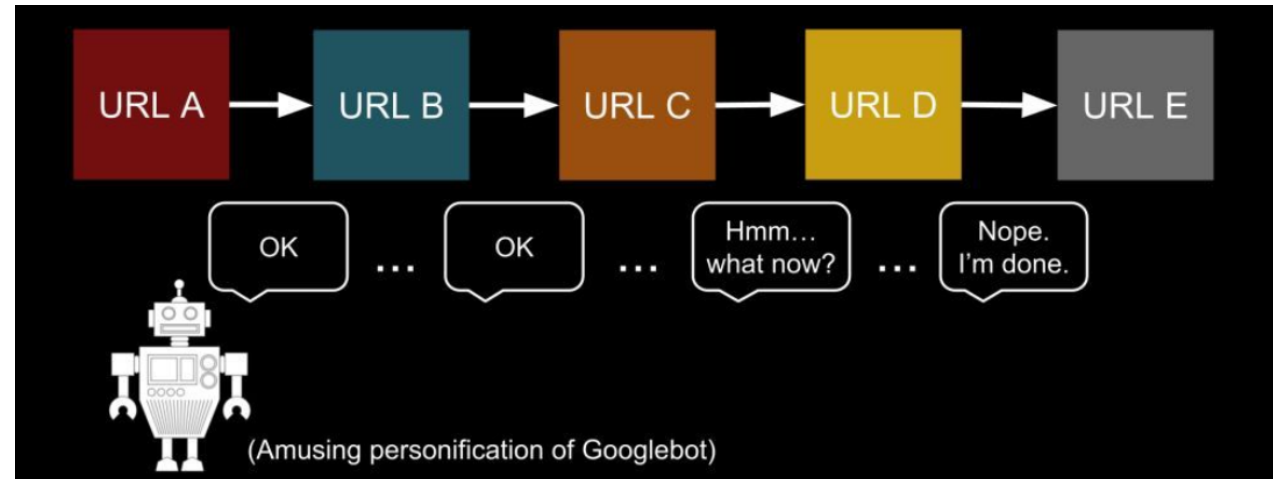 URL A
URL B
URL C
URL D
URL E
OK
...
OK
...
Hmm…
what now?
...
Nope.
I’m done.
(Amusing personification of Googlebot)